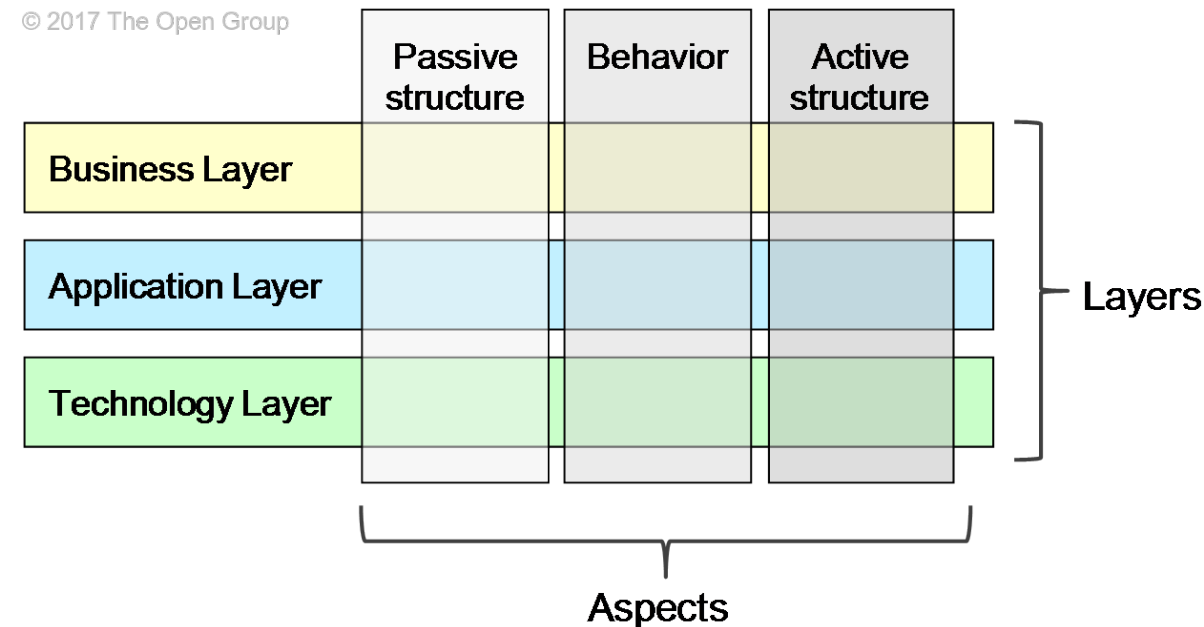 © 2017 The Open Group
Passive
structure
Behavior
Active
structure
Business Layer
Application Layer
Technology Layer
Layers
Aspects